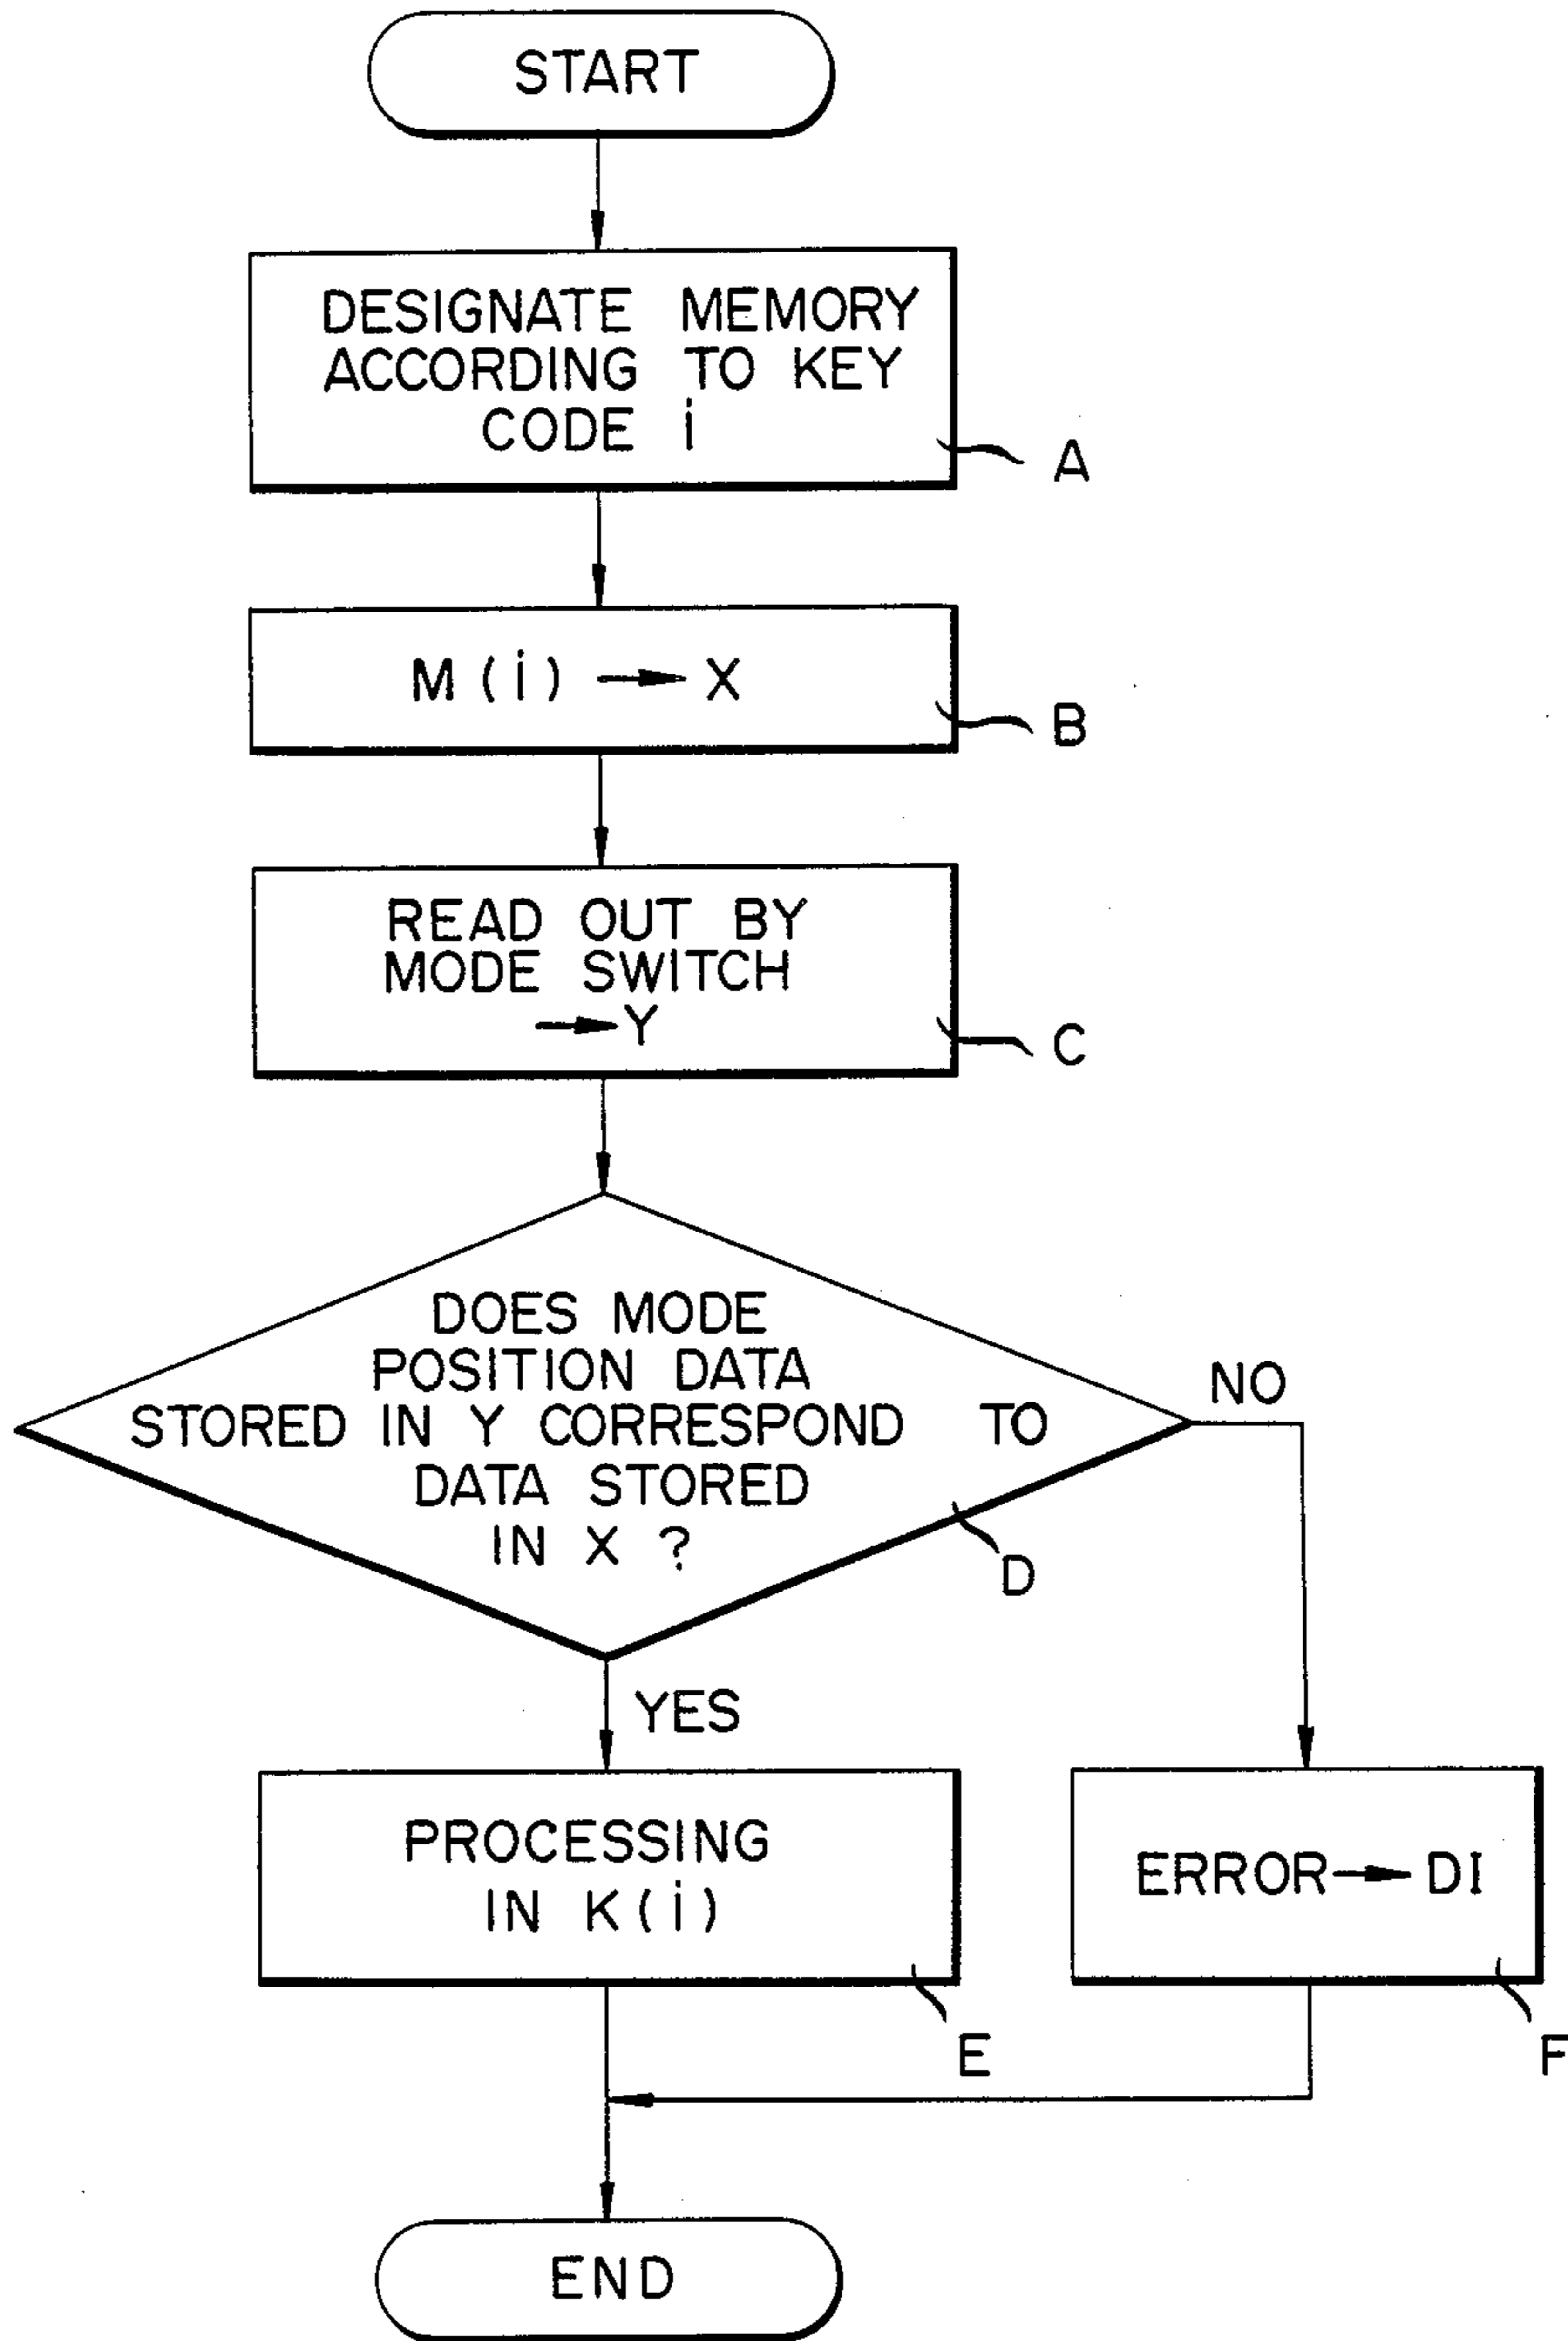 START
DESIGNATE MEMORY
ACCORDING TO KEY
CODE i
A
M(i) → X
B
READ OUT BY
MODE SWITCH
→ Y
C
DOES MODE
POSITION DATA
STORED IN Y CORRESPOND TO
DATA STORED
IN X ?
NO
D
YES
PROCESSING
IN K(i)
E
ERROR → DI
F
END